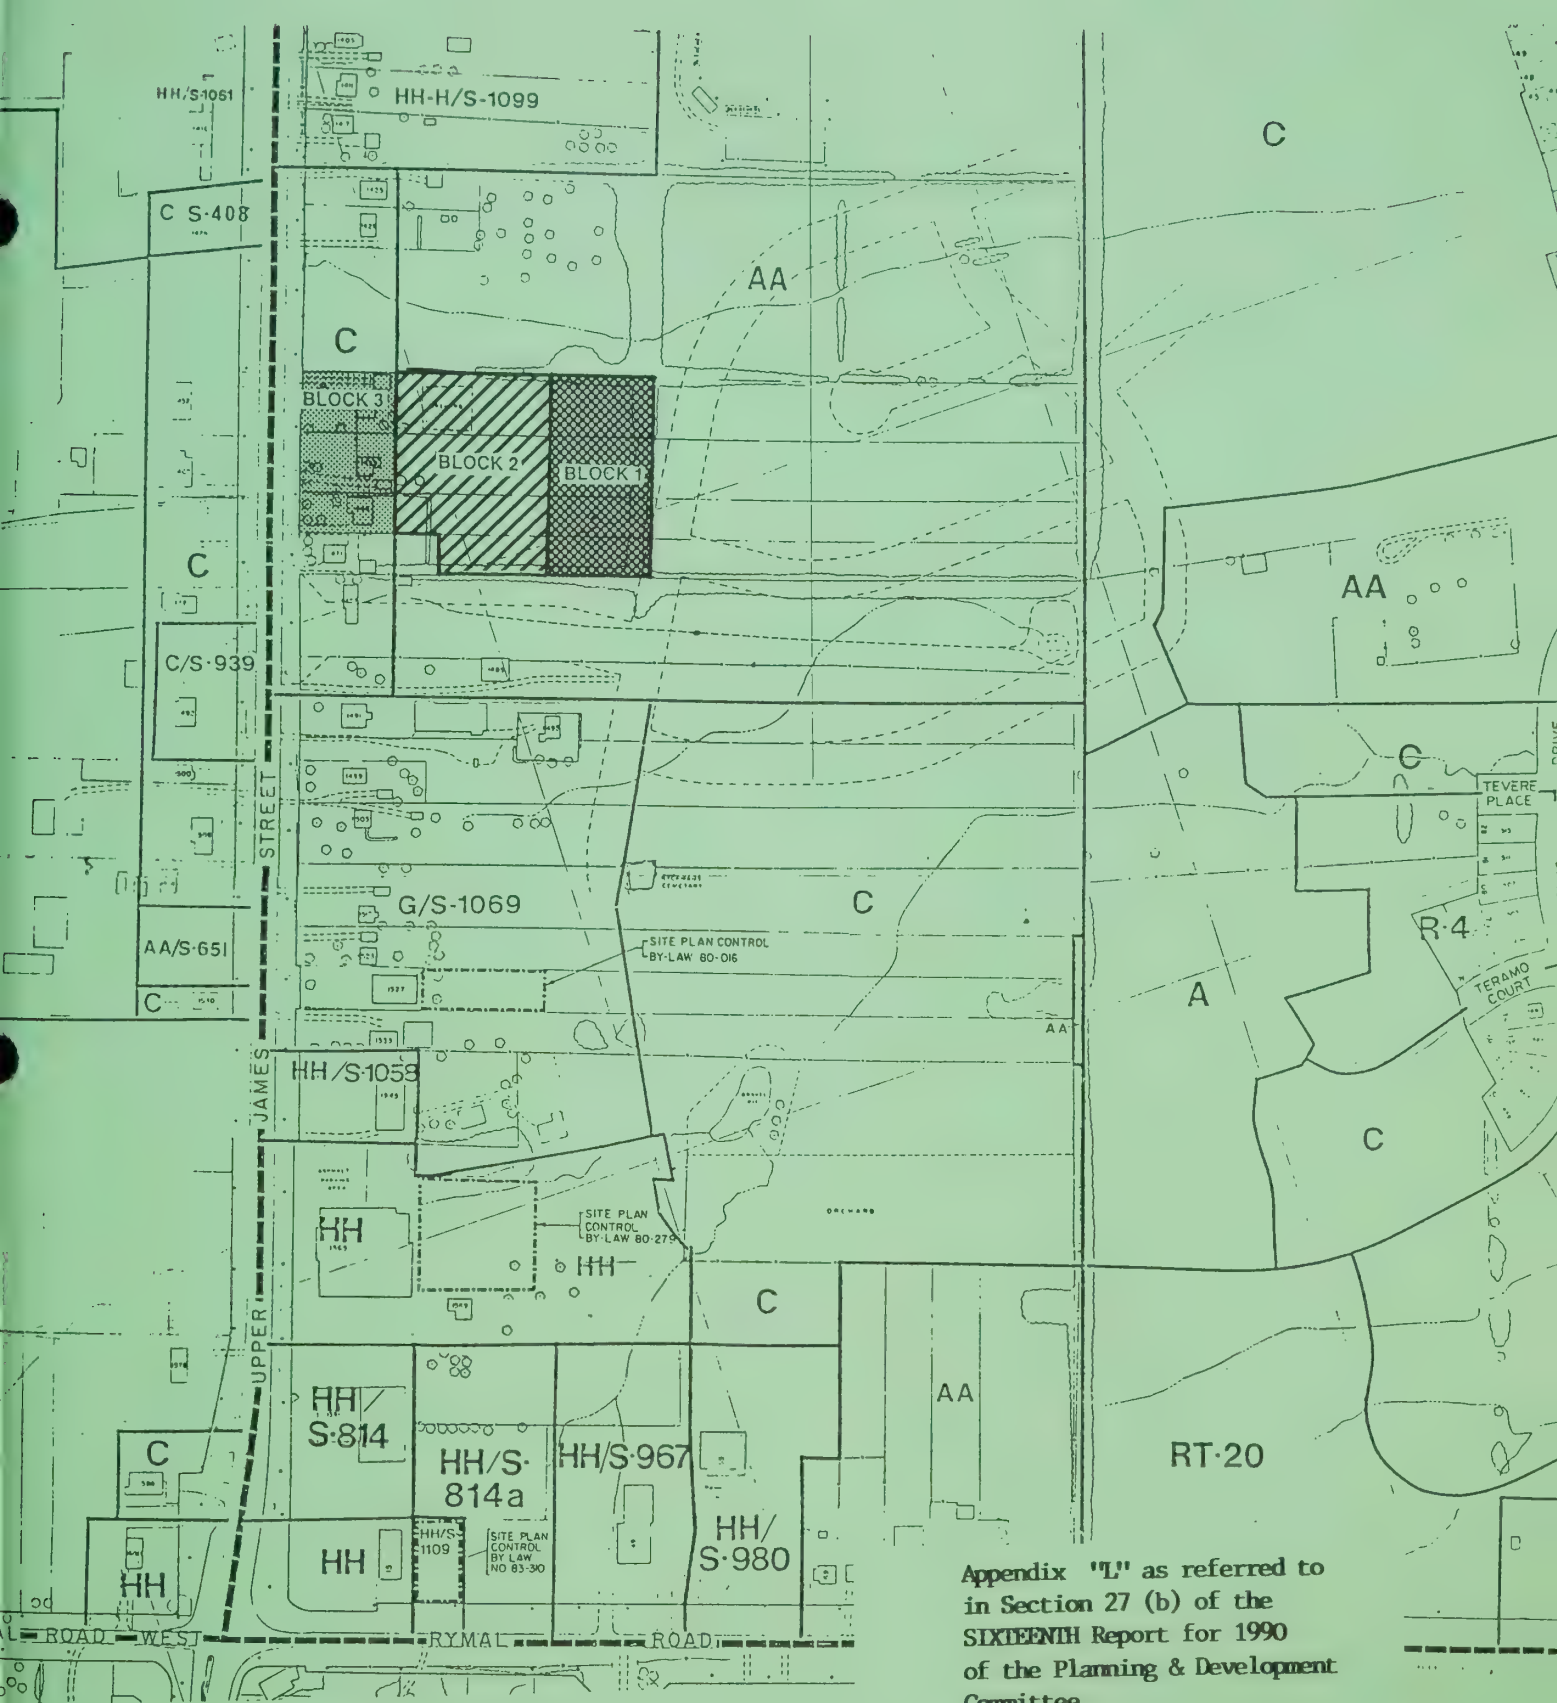 HH/S-1061
HH-H/S-1099
C
C S-408
AA
C
BLOCK 3
BLOCK 2
BLOCK 1
C
AA
C/S-939
C
TEVERE
PLACE
STREET
G/S-1069
C
R-4
AA/S-651
SITE PLAN CONTROL
BY-LAW 80-016
C
A
TERAMO
COURT
AA
JAMES
HH/S-1058
C
ORCHARD
HH
SITE PLAN
CONTROL
BY-LAW 80-279
HH
C
UPPER
HH/
S-814
AA
C
HH/S-
814a
HH/S-967
RT-20
HH/
S-980
HH
HH/S
1109
SITE PLAN
CONTROL
BY LAW
NO 83-310
HH
ROAD WEST
RYMAL ROAD
Appendix "L" as referred to
in Section 27 (b) of the
SIXTEENTH Report for 1990
of the Planning & Development
Committee